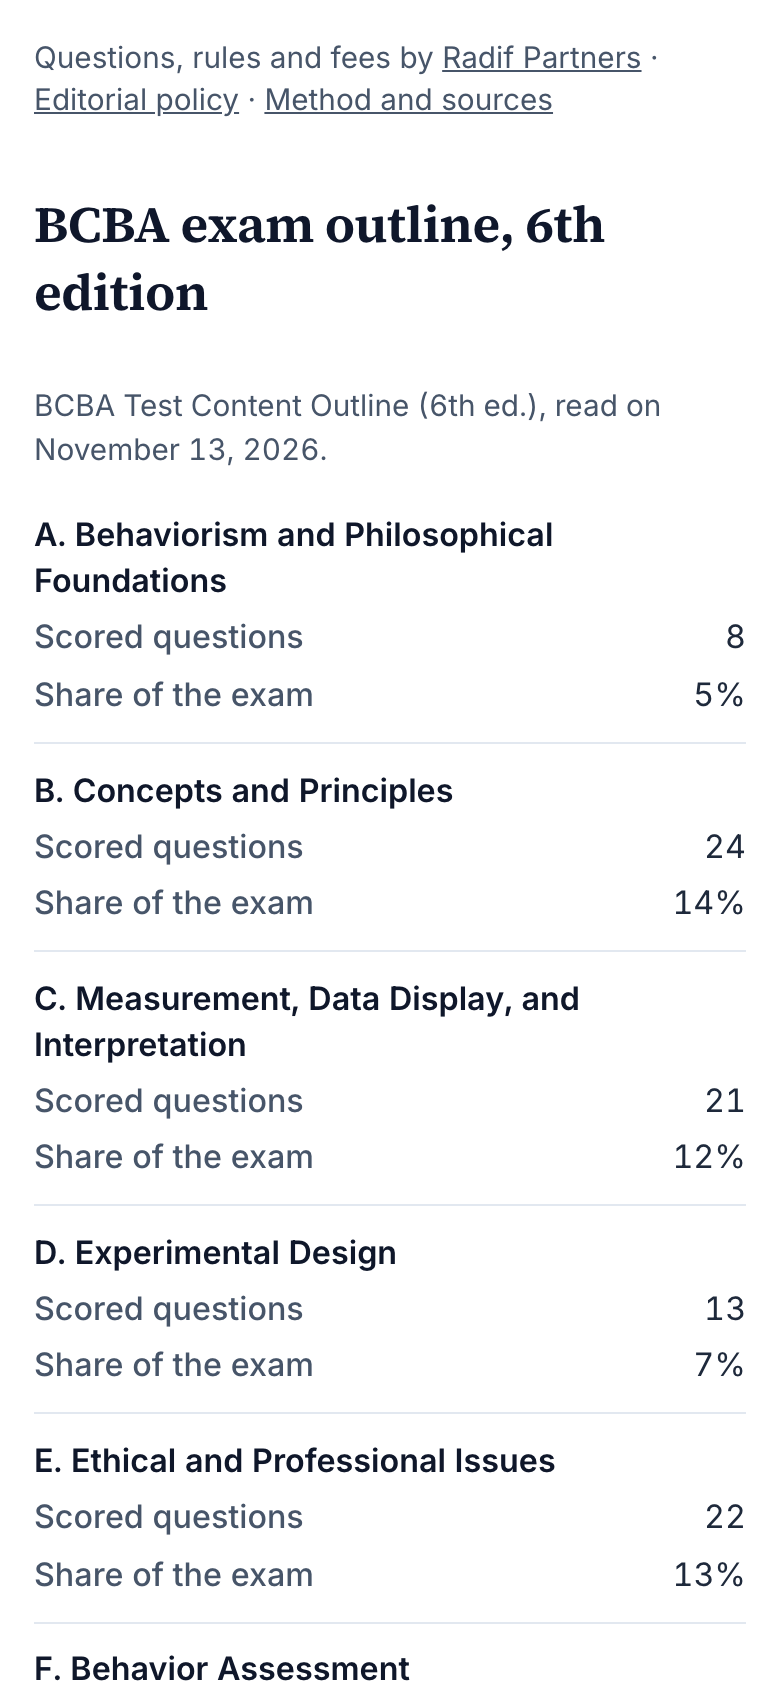 Questions, rules and fees by Radif Partners ·
Editorial policy · Method and sources
BCBA exam outline, 6th
edition
BCBA Test Content Outline (6th ed.), read on
November 13, 2026.
A. Behaviorism and Philosophical
Foundations
Scored questions 8
Share of the exam 5%
B. Concepts and Principles
Scored questions 24
Share of the exam 14%
C. Measurement, Data Display, and
Interpretation
Scored questions 21
Share of the exam 12%
D. Experimental Design
Scored questions 13
Share of the exam 7%
E. Ethical and Professional Issues
Scored questions 22
Share of the exam 13%
F. Behavior Assessment